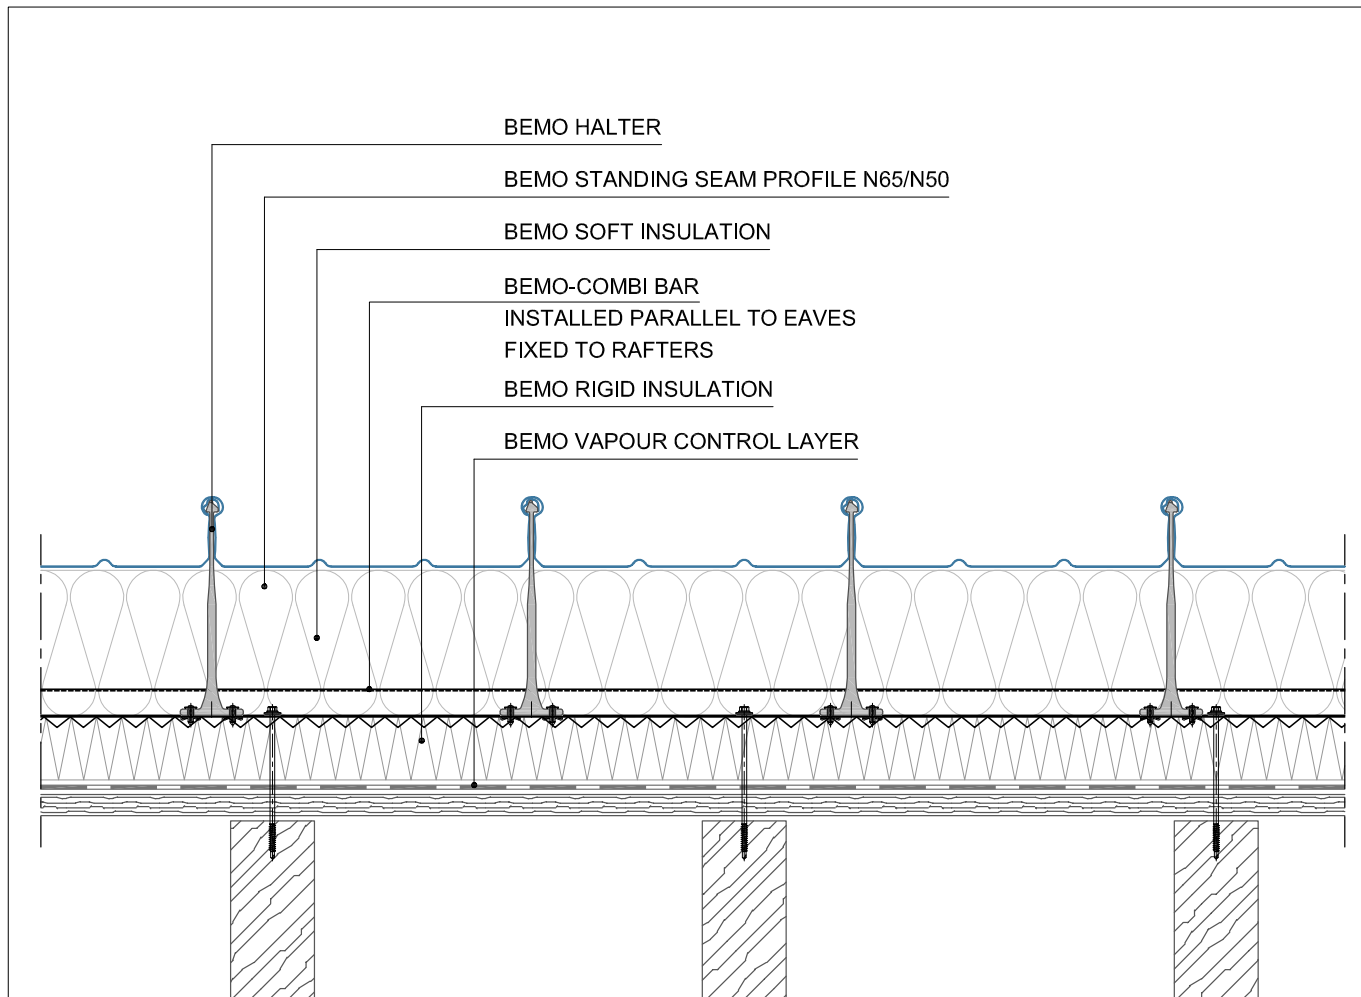 BEMO HALTER
BEMO STANDING SEAM PROFILE N65/N50
BEMO SOFT INSULATION
BEMO-COMBI BAR
INSTALLED PARALLEL TO EAVES
FIXED TO RAFTERS
BEMO RIGID INSULATION
BEMO VAPOUR CONTROL LAYER